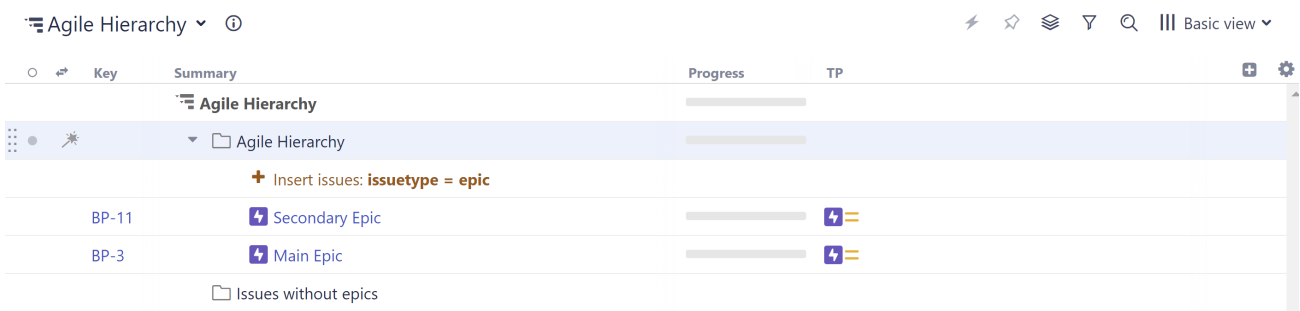 Agile Hierarchy Basic view
Key Summary Progress TP
Agile Hierarchy
Agile Hierarchy
Insert issues: issuetype = epic
BP-11 Secondary Epic
BP-3 Main Epic
Issues without epics